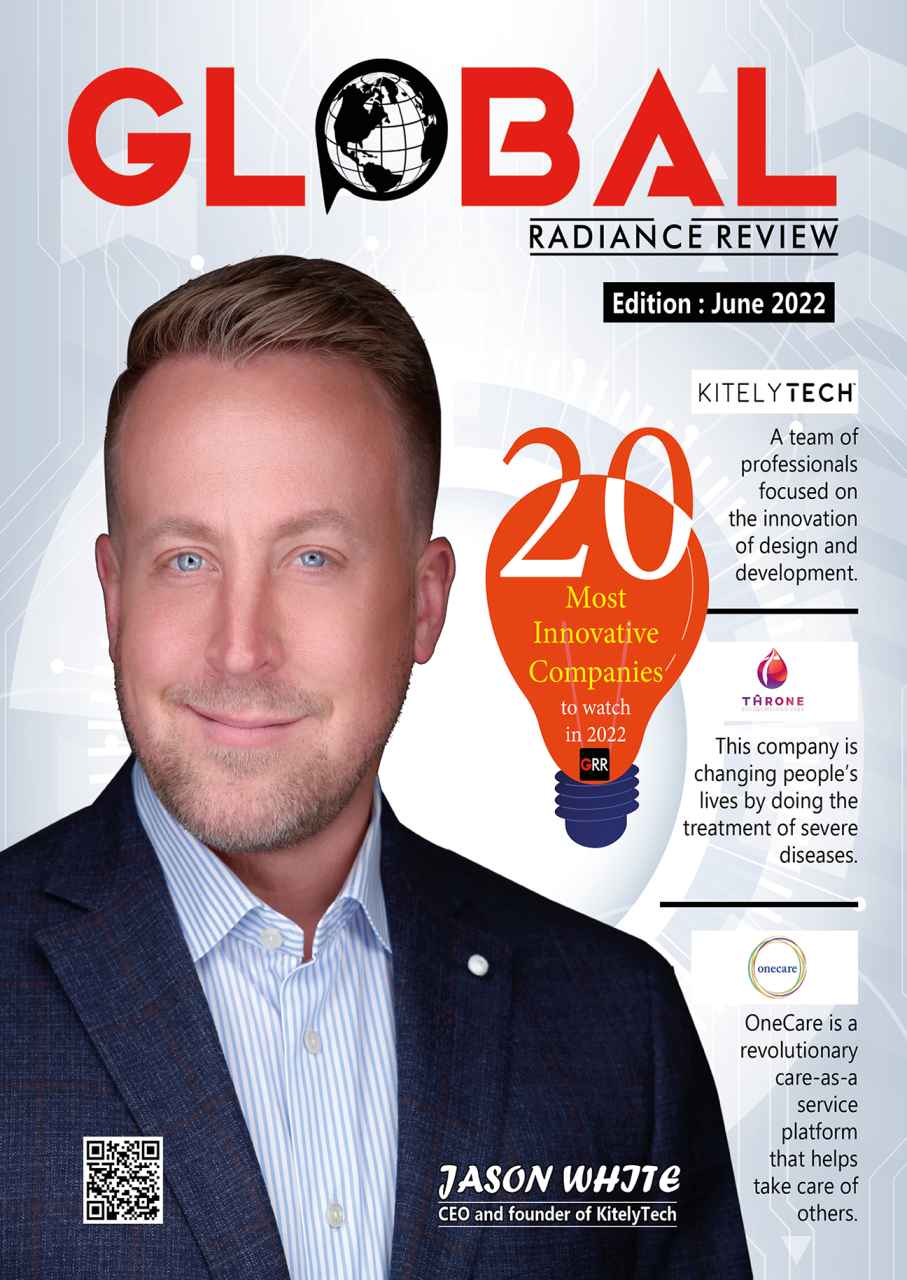 GLOBAL
RADIANCE REVIEW
Edition : June 2022
KITELYTECH
A team of
professionals
focused on
the innovation
of design and
development.
20
Most
Innovative
Companies
to watch
in 2022
GRR
TÂRONE
This company is
changing people’s
lives by doing the
treatment of severe
diseases.
onecare
OneCare is a
revolutionary
care-as-a
service
platform
that helps
take care of
others.
JASON WHITE
CEO and founder of KitelyTech